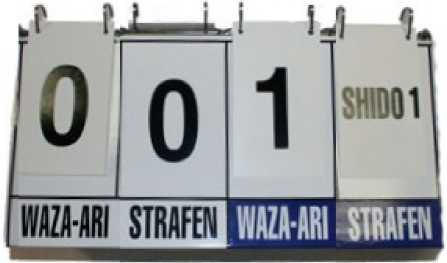 0 0 1 SHIDO 1
WAZA-ARI STRAFEN WAZA-ARI STRAFEN